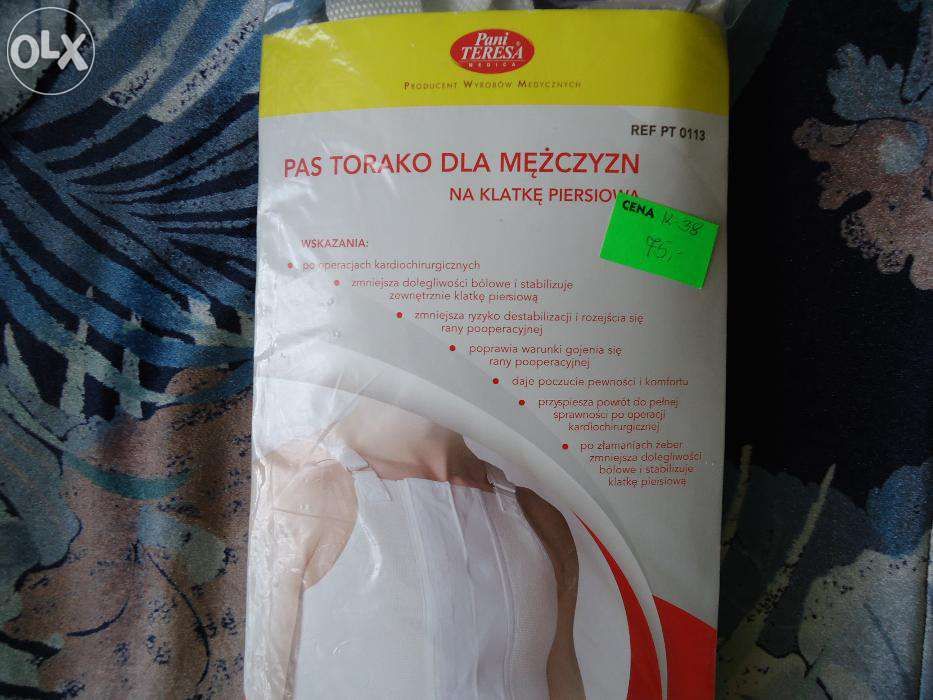 OLX
Pani
TERESA
MEDICA
PRODUCENT WYROBÓW MEDYCZNYCH
REF PT 0113
PAS TORAKO DLA MĘŻCZYZN
NA KLATKĘ PIERSIOWĄ
CENA K-38
75,-
WSKAZANIA:
• po operacjach kardiochirurgicznych
• zmniejsza dolegliwości bólowe i stabilizuje
zewnętrznie klatkę piersiową
• zmniejsza ryzyko destabilizacji i rozejścia się
rany pooperacyjnej
• poprawia warunki gojenia się
rany pooperacyjnej
• daje poczucie pewności i komfortu
• przyspiesza powrót do pełnej
sprawności po operacji
kardiochirurgicznej
• po złamaniach żeber
zmniejsza dolegliwości
bólowe i stabilizuje
klatkę piersiową